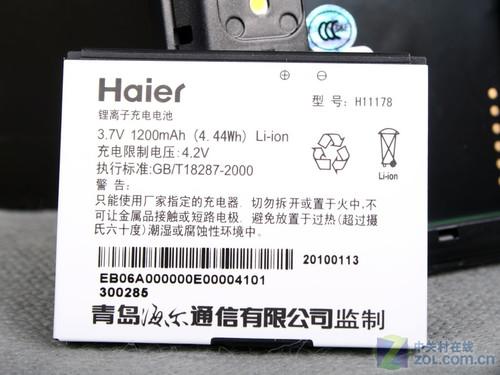 Haier
锂离子充电电池
型 号: H11178
3.7V 1200mAh (4.44Wh) Li-ion
充电限制电压:4.2V
执行标准:GB/T18287-2000
Li-ion
警 告:
只能使用厂家指定的充电器, 切勿拆开或置于火中,不
可让金属品接触或短路电极, 避免放置于过热(超过摄
氏六十度)潮湿或腐蚀性环境中.
20100113
EB06A000000E00004101
300285
青岛海尔通信有限公司监制
中关村在线
zol.com.cn